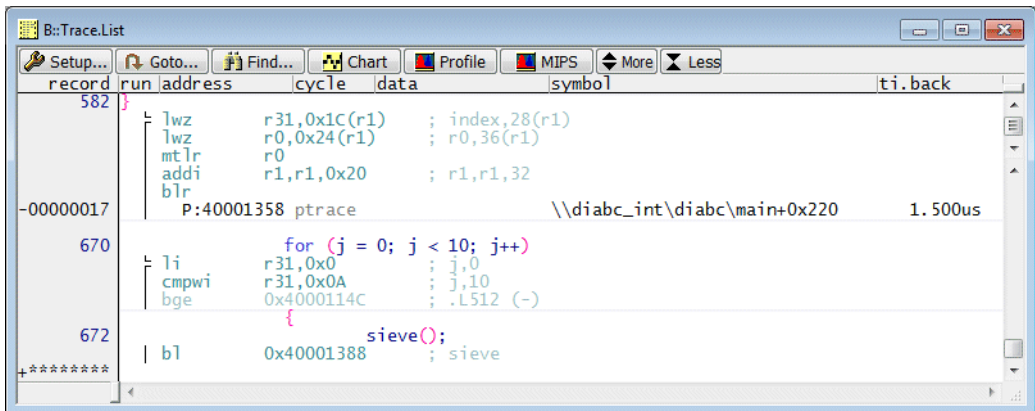 B::Trace.List
Setup... Goto... Find... Chart Profile MIPS More Less
record run address cycle data symbol ti.back
582 }
lwz r31,0x1C(r1) ; index,28(r1)
lwz r0,0x24(r1) ; r0,36(r1)
mtlr r0
addi r1,r1,0x20 ; r1,r1,32
blr
-00000017 P:40001358 ptrace \\diabc_int\diabc\main+0x220 1.500us
670 for (j = 0; j < 10; j++)
li r31,0x0 ; j,0
cmpwi r31,0x0A ; j,10
bge 0x4000114C ; .L512 (-)
{
672 sieve();
bl 0x40001388 ; sieve
+********